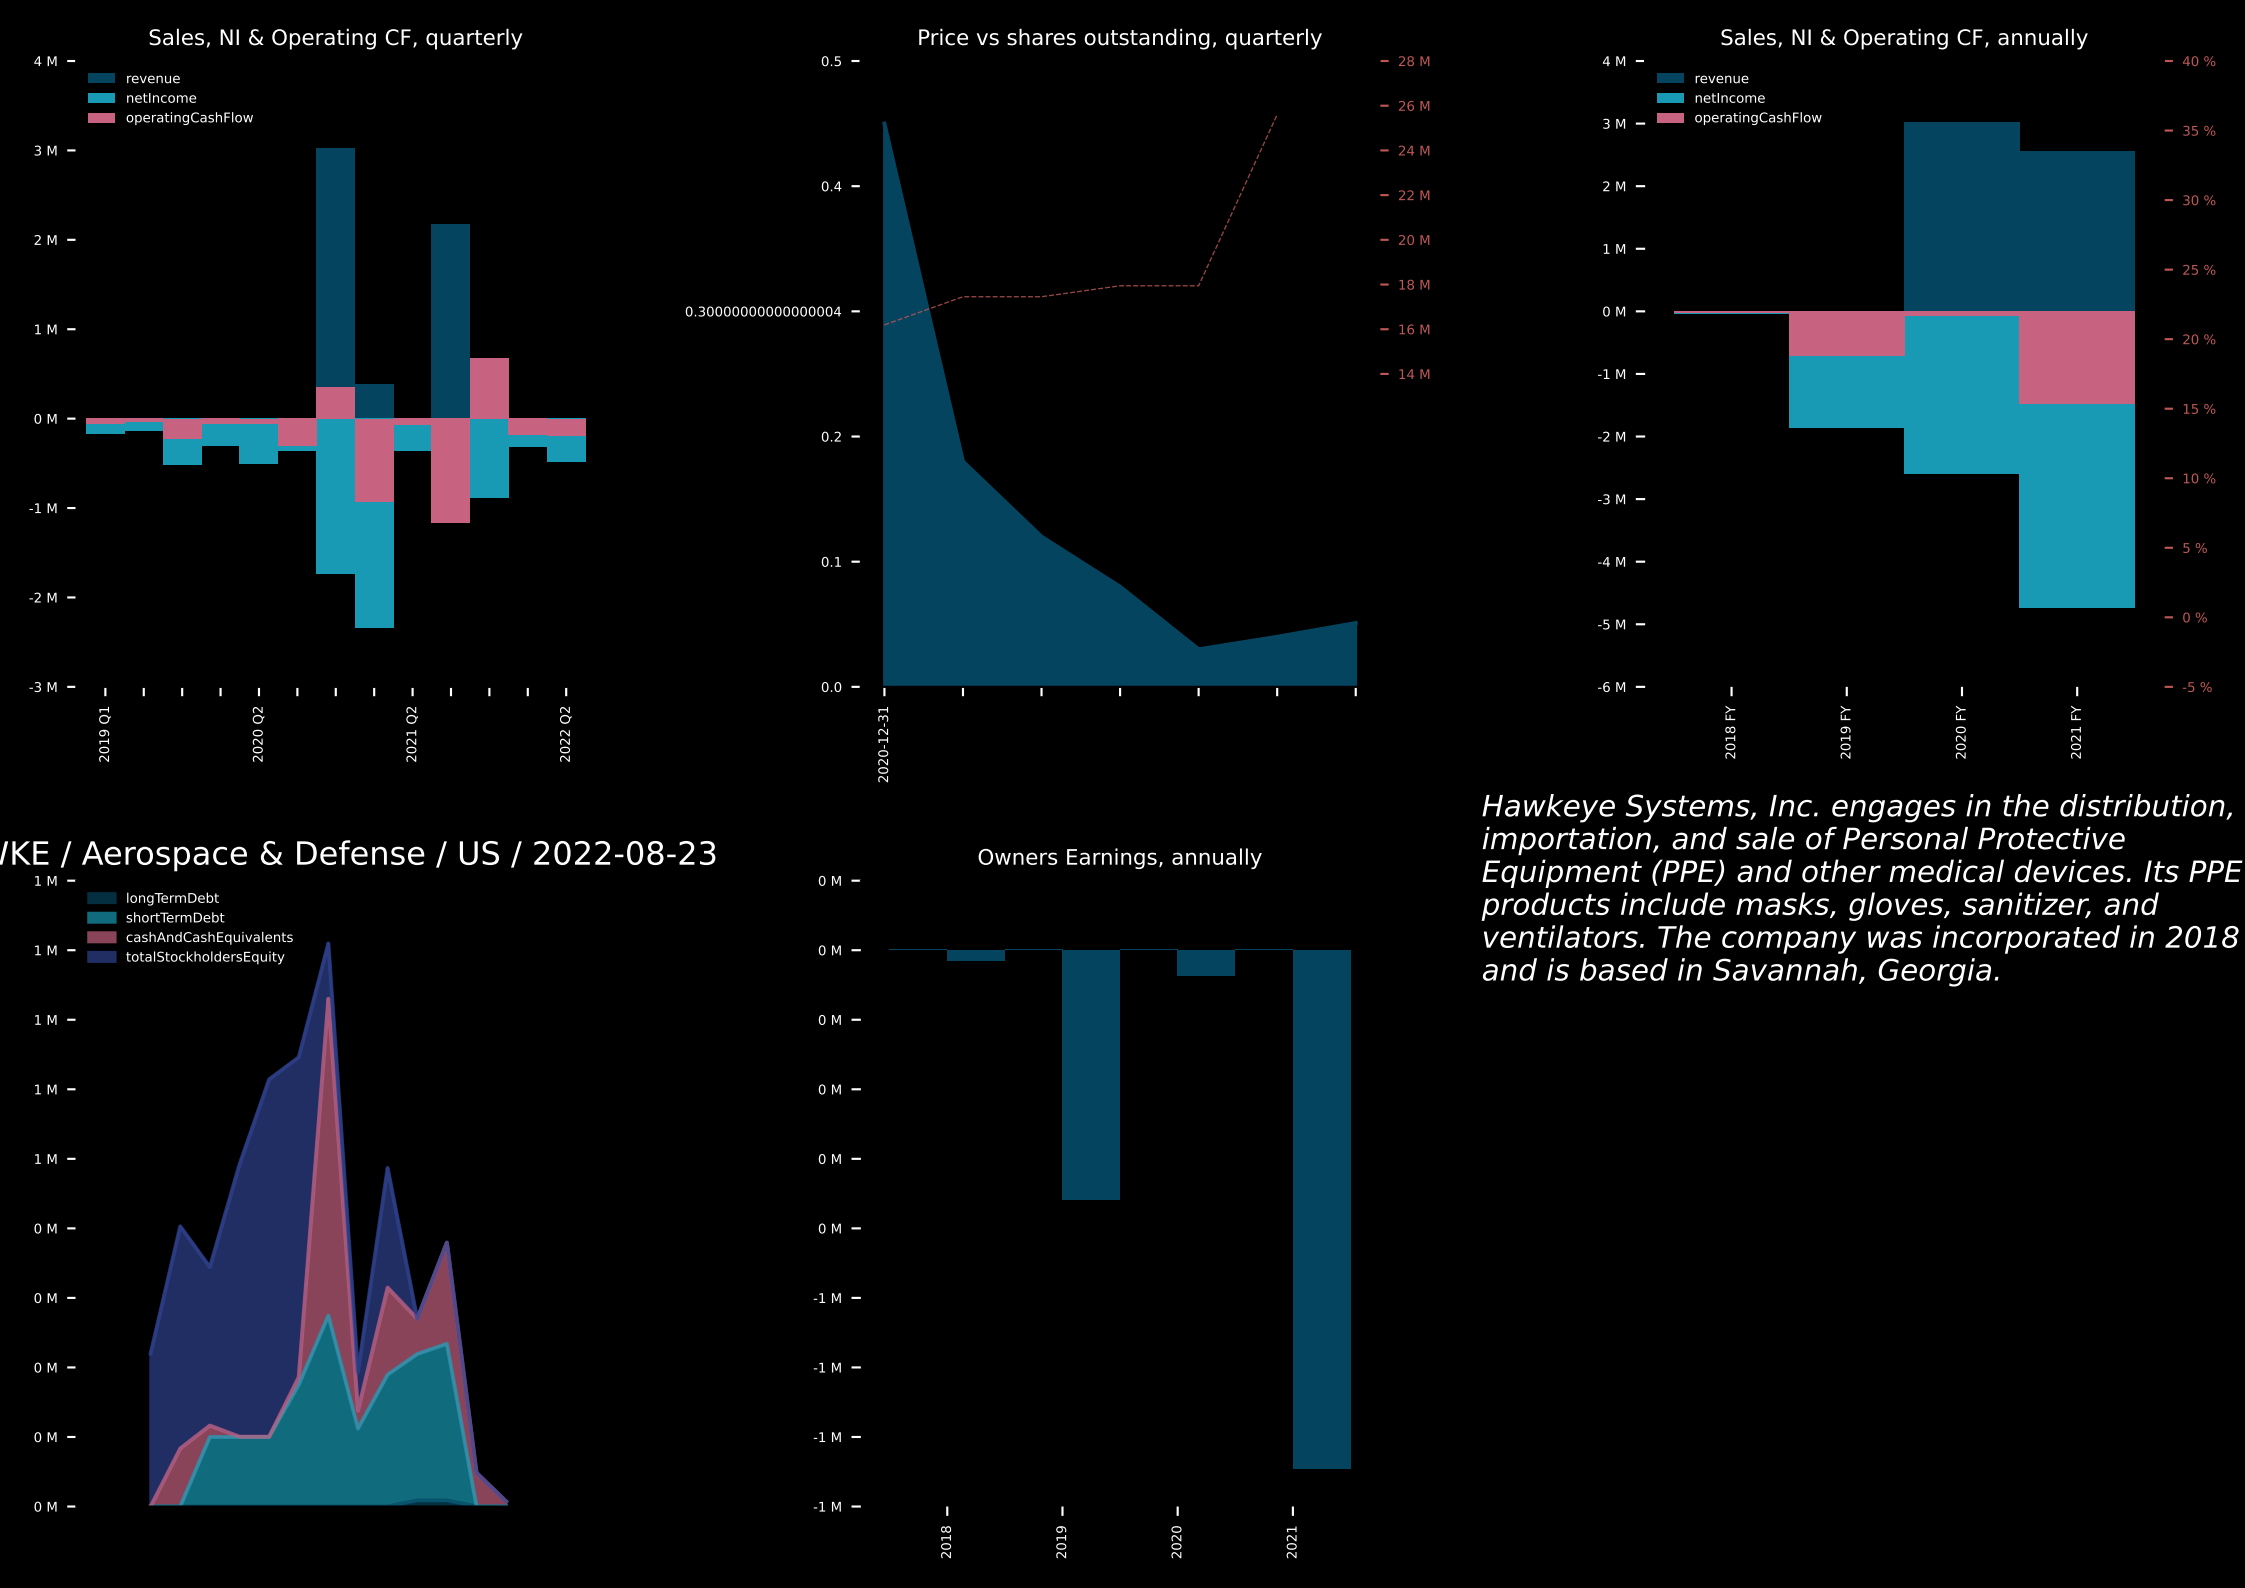 Sales, NI & Operating CF, quarterly
4 M
3 M
2 M
1 M
0 M
-1 M
-2 M
-3 M
revenue
netIncome
operatingCashFlow
2019 Q1
2020 Q2
2021 Q2
2022 Q2
Price vs shares outstanding, quarterly
0.5
0.4
0.30000000000000004
0.2
0.1
0.0
28 M
26 M
24 M
22 M
20 M
18 M
16 M
14 M
2020-12-31
Sales, NI & Operating CF, annually
4 M
3 M
2 M
1 M
0 M
-1 M
-2 M
-3 M
-4 M
-5 M
-6 M
revenue
netIncome
operatingCashFlow
40 %
35 %
30 %
25 %
20 %
15 %
10 %
5 %
0 %
-5 %
2018 FY
2019 FY
2020 FY
2021 FY
KE / Aerospace & Defense / US / 2022-08-23
1 M
1 M
1 M
1 M
1 M
0 M
0 M
0 M
0 M
0 M
longTermDebt
shortTermDebt
cashAndCashEquivalents
totalStockholdersEquity
Owners Earnings, annually
0 M
0 M
0 M
0 M
0 M
0 M
-1 M
-1 M
-1 M
-1 M
2018
2019
2020
2021
Hawkeye Systems, Inc. engages in the distribution,
importation, and sale of Personal Protective
Equipment (PPE) and other medical devices. Its PPE
products include masks, gloves, sanitizer, and
ventilators. The company was incorporated in 2018
and is based in Savannah, Georgia.